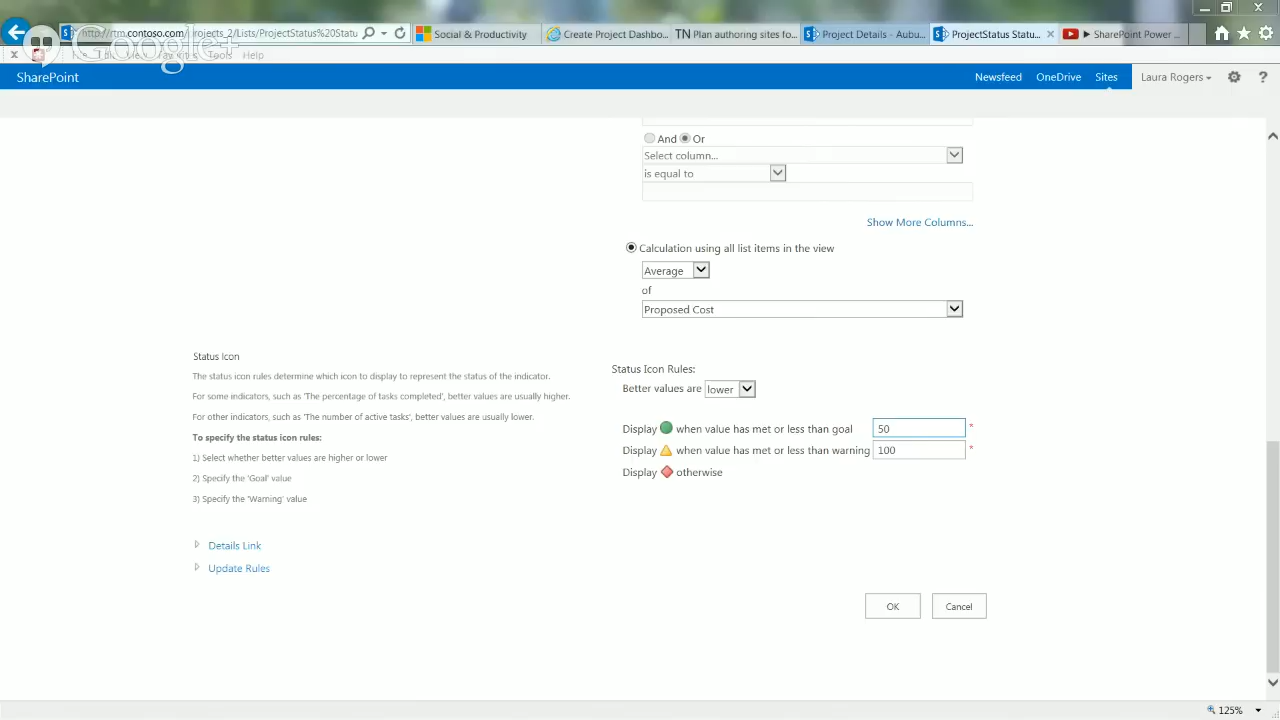 http://rtm.contoso.com/projects_2/Lists/ProjectStatus%20Statu
Social & Productivity
Create Project Dashbo...
TN Plan authoring sites fo...
Project Details - Aubu...
ProjectStatus Statu...
▶ SharePoint Power ...
Google+
File Edit View Favorites Tools Help
SharePoint
Newsfeed OneDrive Sites Laura Rogers ?
And Or
Select column...
is equal to
Show More Columns...
Calculation using all list items in the view
Average
of
Proposed Cost
Status Icon
The status icon rules determine which icon to display to represent the status of the indicator.
For some indicators, such as 'The percentage of tasks completed', better values are usually higher.
For other indicators, such as 'The number of active tasks', better values are usually lower.
To specify the status icon rules:
1) Select whether better values are higher or lower
2) Specify the 'Goal' value
3) Specify the 'Warning' value
Status Icon Rules:
Better values are lower
Display when value has met or less than goal 50 *
Display when value has met or less than warning 100 *
Display otherwise
Details Link
Update Rules
OK Cancel
125%